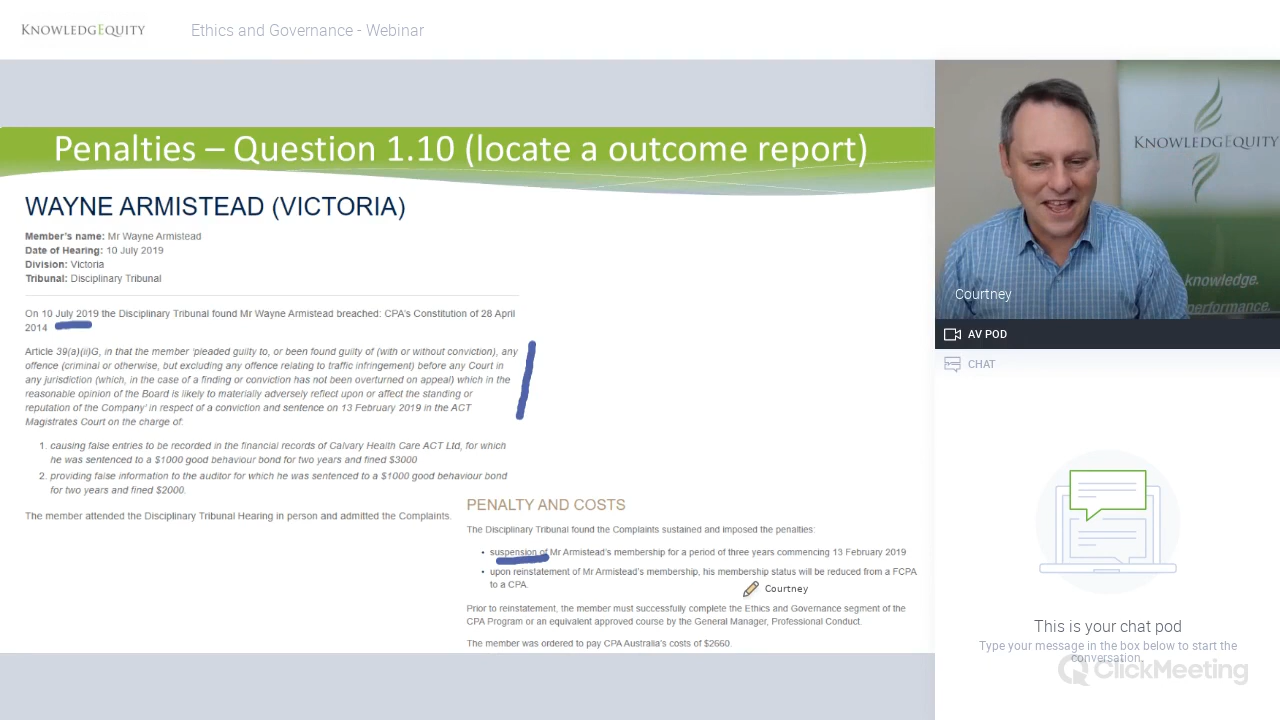 KNOWLEDGEQUITY
Ethics and Governance - Webinar
Penalties – Question 1.10 (locate a outcome report)
WAYNE ARMISTEAD (VICTORIA)
Member's name: Mr Wayne Armistead
Date of Hearing: 10 July 2019
Division: Victoria
Tribunal: Disciplinary Tribunal
On 10 July 2019 the Disciplinary Tribunal found Mr Wayne Armistead breached: CPA's Constitution of 28 April
2014
Article 39(a)(ii)G, in that the member 'pleaded guilty to, or been found guilty of (with or without conviction), any
offence (criminal or otherwise, but excluding any offence relating to traffic infringement) before any Court in
any jurisdiction (which, in the case of a finding or conviction has not been overturned on appeal) which in the
reasonable opinion of the Board is likely to materially adversely reflect upon or affect the standing or
reputation of the Company' in respect of a conviction and sentence on 13 February 2019 in the ACT
Magistrates Court on the charge of:
1. causing false entries to be recorded in the financial records of Calvary Health Care ACT Ltd, for which
he was sentenced to a $1000 good behaviour bond for two years and fined $3000
2. providing false information to the auditor for which he was sentenced to a $1000 good behaviour bond
for two years and fined $2000.
The member attended the Disciplinary Tribunal Hearing in person and admitted the Complaints.
PENALTY AND COSTS
The Disciplinary Tribunal found the Complaints sustained and imposed the penalties:
• suspension of Mr Armistead's membership for a period of three years commencing 13 February 2019
• upon reinstatement of Mr Armistead's membership, his membership status will be reduced from a FCPA
to a CPA.
Courtney
Prior to reinstatement, the member must successfully complete the Ethics and Governance segment of the
CPA Program or an equivalent approved course by the General Manager, Professional Conduct.
The member was ordered to pay CPA Australia's costs of $2660.
KNOWLEDGEQUITY
knowledge.
performance.
Courtney
AV POD
CHAT
This is your chat pod
Type your message in the box below to start the
conversation.
ClickMeeting